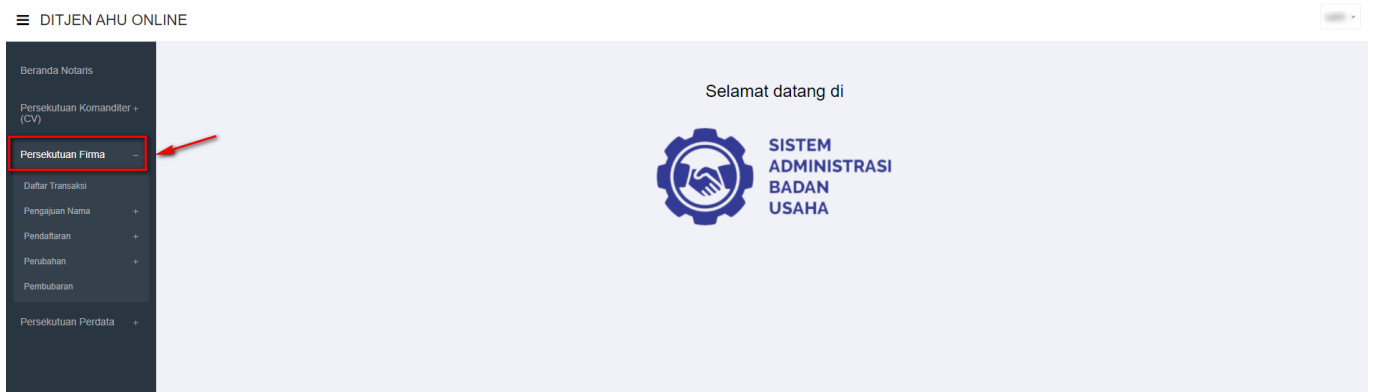 DITJEN AHU ONLINE
Beranda Notaris
Persekutuan Komanditer +
(CV)
Persekutuan Firma −
Daftar Transaksi
Pengajuan Nama +
Pendaftaran +
Perubahan +
Pembubaran
Persekutuan Perdata +
Selamat datang di
SISTEM
ADMINISTRASI
BADAN
USAHA